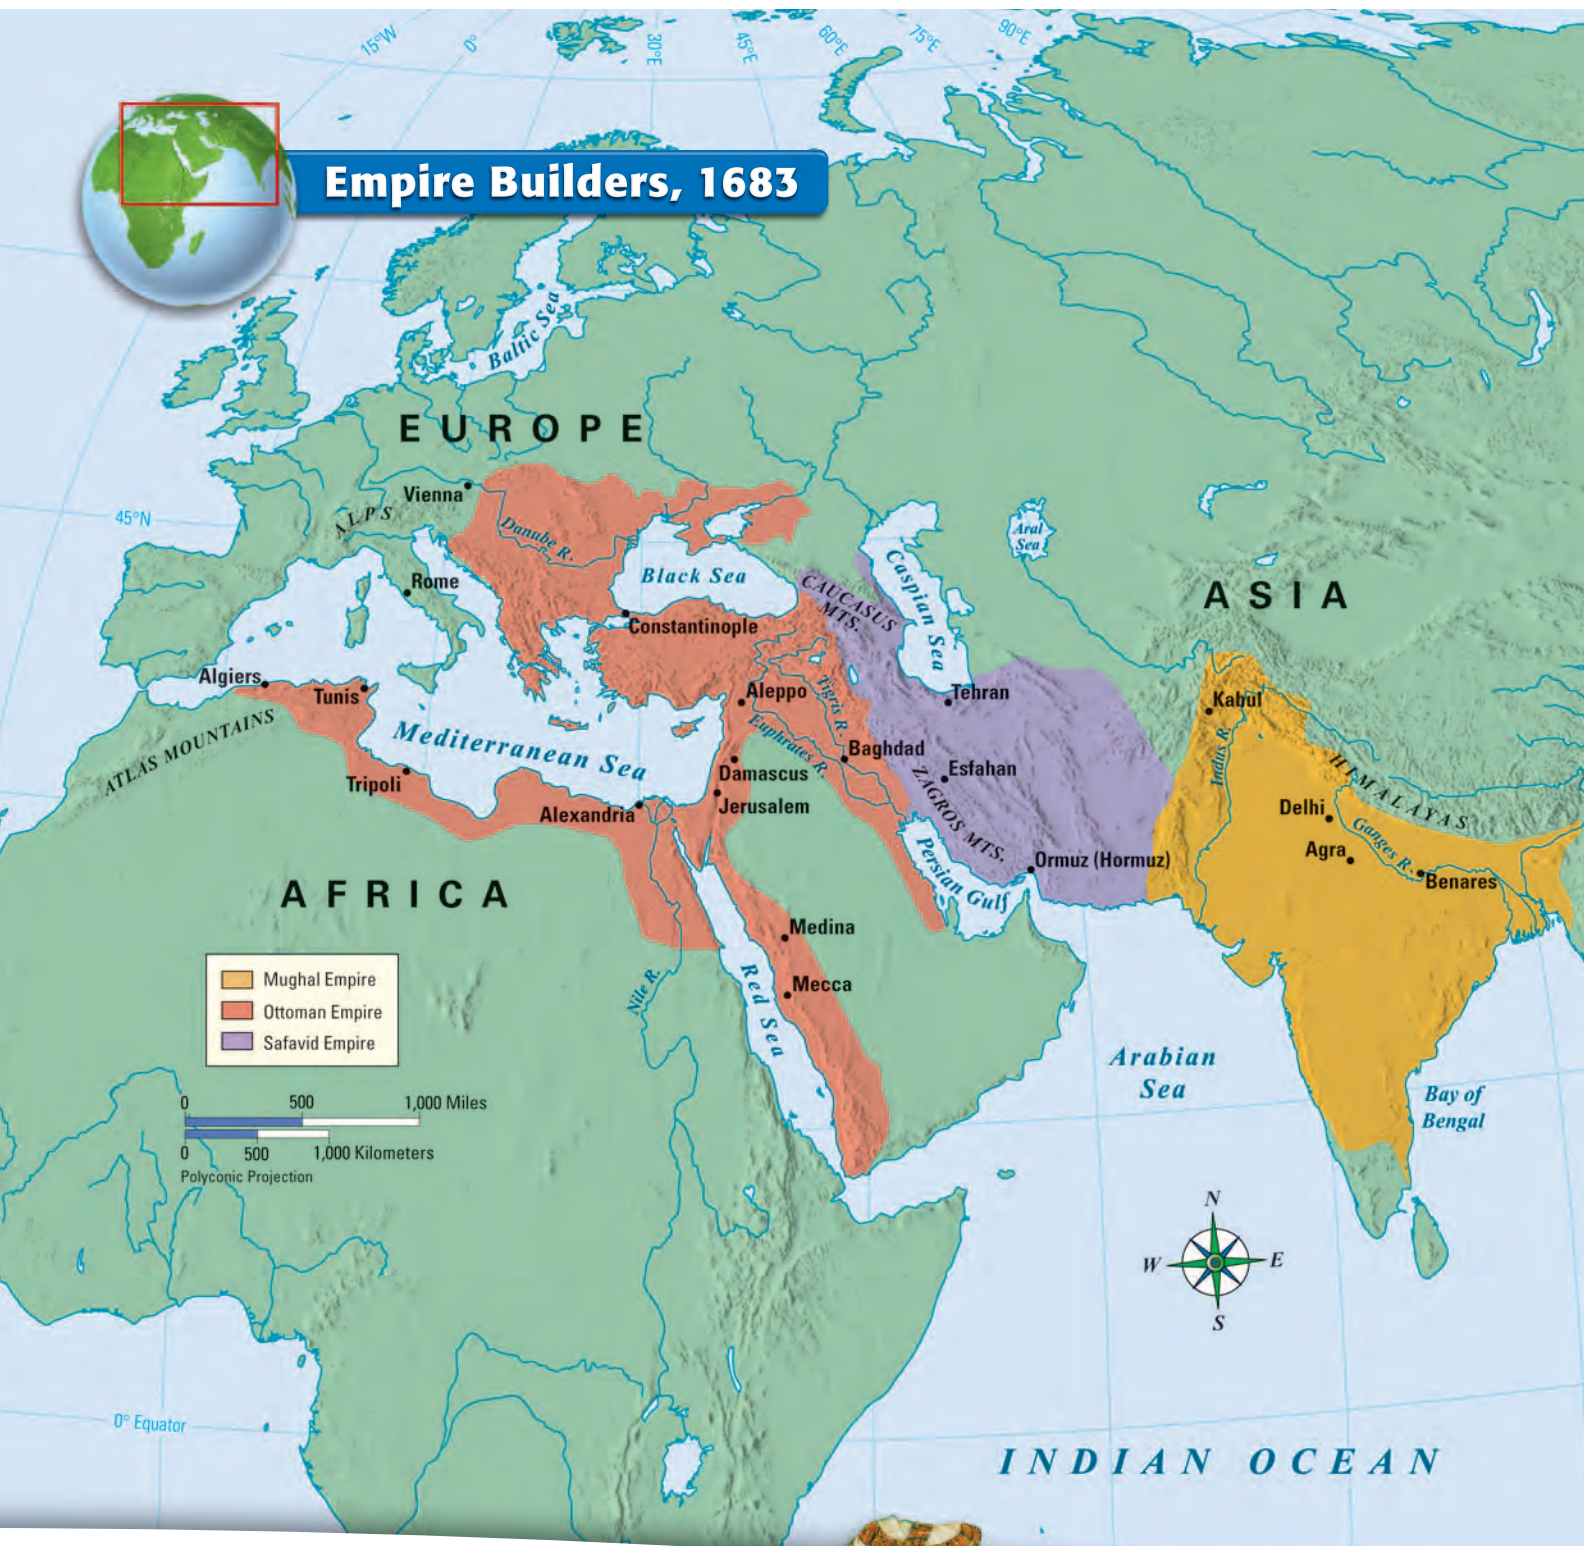 15°W
0°
30°E
45°E
60°E
75°E
90°E
Empire Builders, 1683
Baltic Sea
EUROPE
Vienna
ALPS
45°N
Danube R.
Aral
Sea
Caspian Sea
Black Sea
Rome
CAUCASUS
MTS.
ASIA
Constantinople
Algiers
Tunis
Aleppo
Tigris R.
Tehran
Kabul
ATLAS MOUNTAINS
Mediterranean Sea
Euphrates R.
Baghdad
Indus R.
Damascus
Esfahan
ZAGROS MTS.
HIMALAYAS
Tripoli
Alexandria
Jerusalem
Delhi
Ganges R.
Agra
Persian Gulf
Ormuz (Hormuz)
Benares
AFRICA
Medina
Mecca
Nile R.
Red Sea
Mughal Empire
Ottoman Empire
Safavid Empire
Arabian
Sea
Bay of
Bengal
0 500 1,000 Miles
0 500 1,000 Kilometers
Polyconic Projection
N
W E
S
0° Equator
INDIAN OCEAN